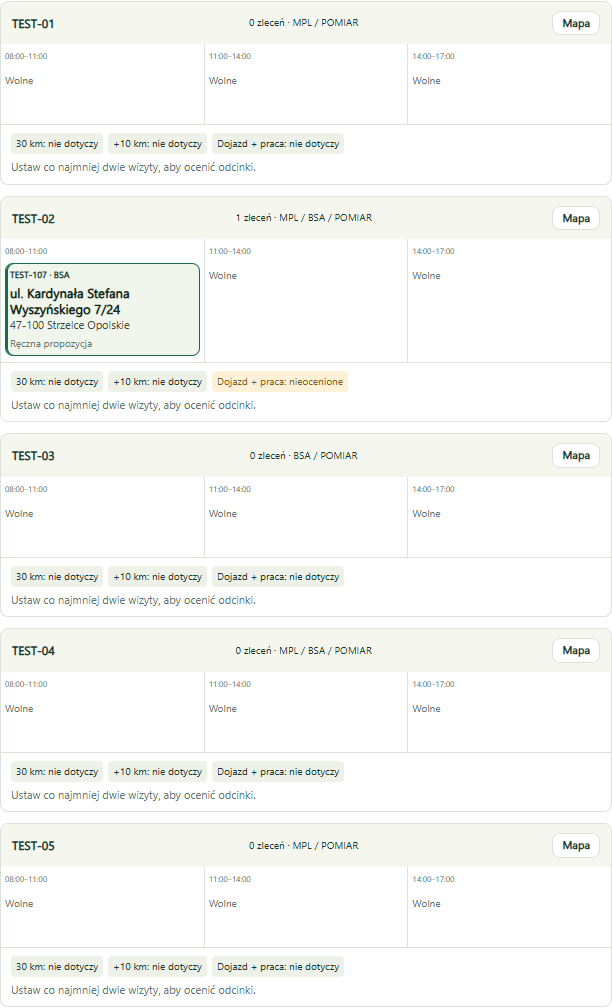 TEST-01 0 zleceń · MPL / POMIAR Mapa
08:00–11:00 11:00–14:00 14:00–17:00
Wolne Wolne Wolne
30 km: nie dotyczy +10 km: nie dotyczy Dojazd + praca: nie dotyczy
Ustaw co najmniej dwie wizyty, aby ocenić odcinki.
TEST-02 1 zleceń · MPL / BSA / POMIAR Mapa
08:00–11:00 11:00–14:00 14:00–17:00
TEST-107 · BSA Wolne Wolne
ul. Kardynała Stefana
Wyszyńskiego 7/24
47-100 Strzelce Opolskie
Ręczna propozycja
30 km: nie dotyczy +10 km: nie dotyczy Dojazd + praca: nieocenione
Ustaw co najmniej dwie wizyty, aby ocenić odcinki.
TEST-03 0 zleceń · BSA / POMIAR Mapa
08:00–11:00 11:00–14:00 14:00–17:00
Wolne Wolne Wolne
30 km: nie dotyczy +10 km: nie dotyczy Dojazd + praca: nie dotyczy
Ustaw co najmniej dwie wizyty, aby ocenić odcinki.
TEST-04 0 zleceń · MPL / BSA / POMIAR Mapa
08:00–11:00 11:00–14:00 14:00–17:00
Wolne Wolne Wolne
30 km: nie dotyczy +10 km: nie dotyczy Dojazd + praca: nie dotyczy
Ustaw co najmniej dwie wizyty, aby ocenić odcinki.
TEST-05 0 zleceń · MPL / POMIAR Mapa
08:00–11:00 11:00–14:00 14:00–17:00
Wolne Wolne Wolne
30 km: nie dotyczy +10 km: nie dotyczy Dojazd + praca: nie dotyczy
Ustaw co najmniej dwie wizyty, aby ocenić odcinki.